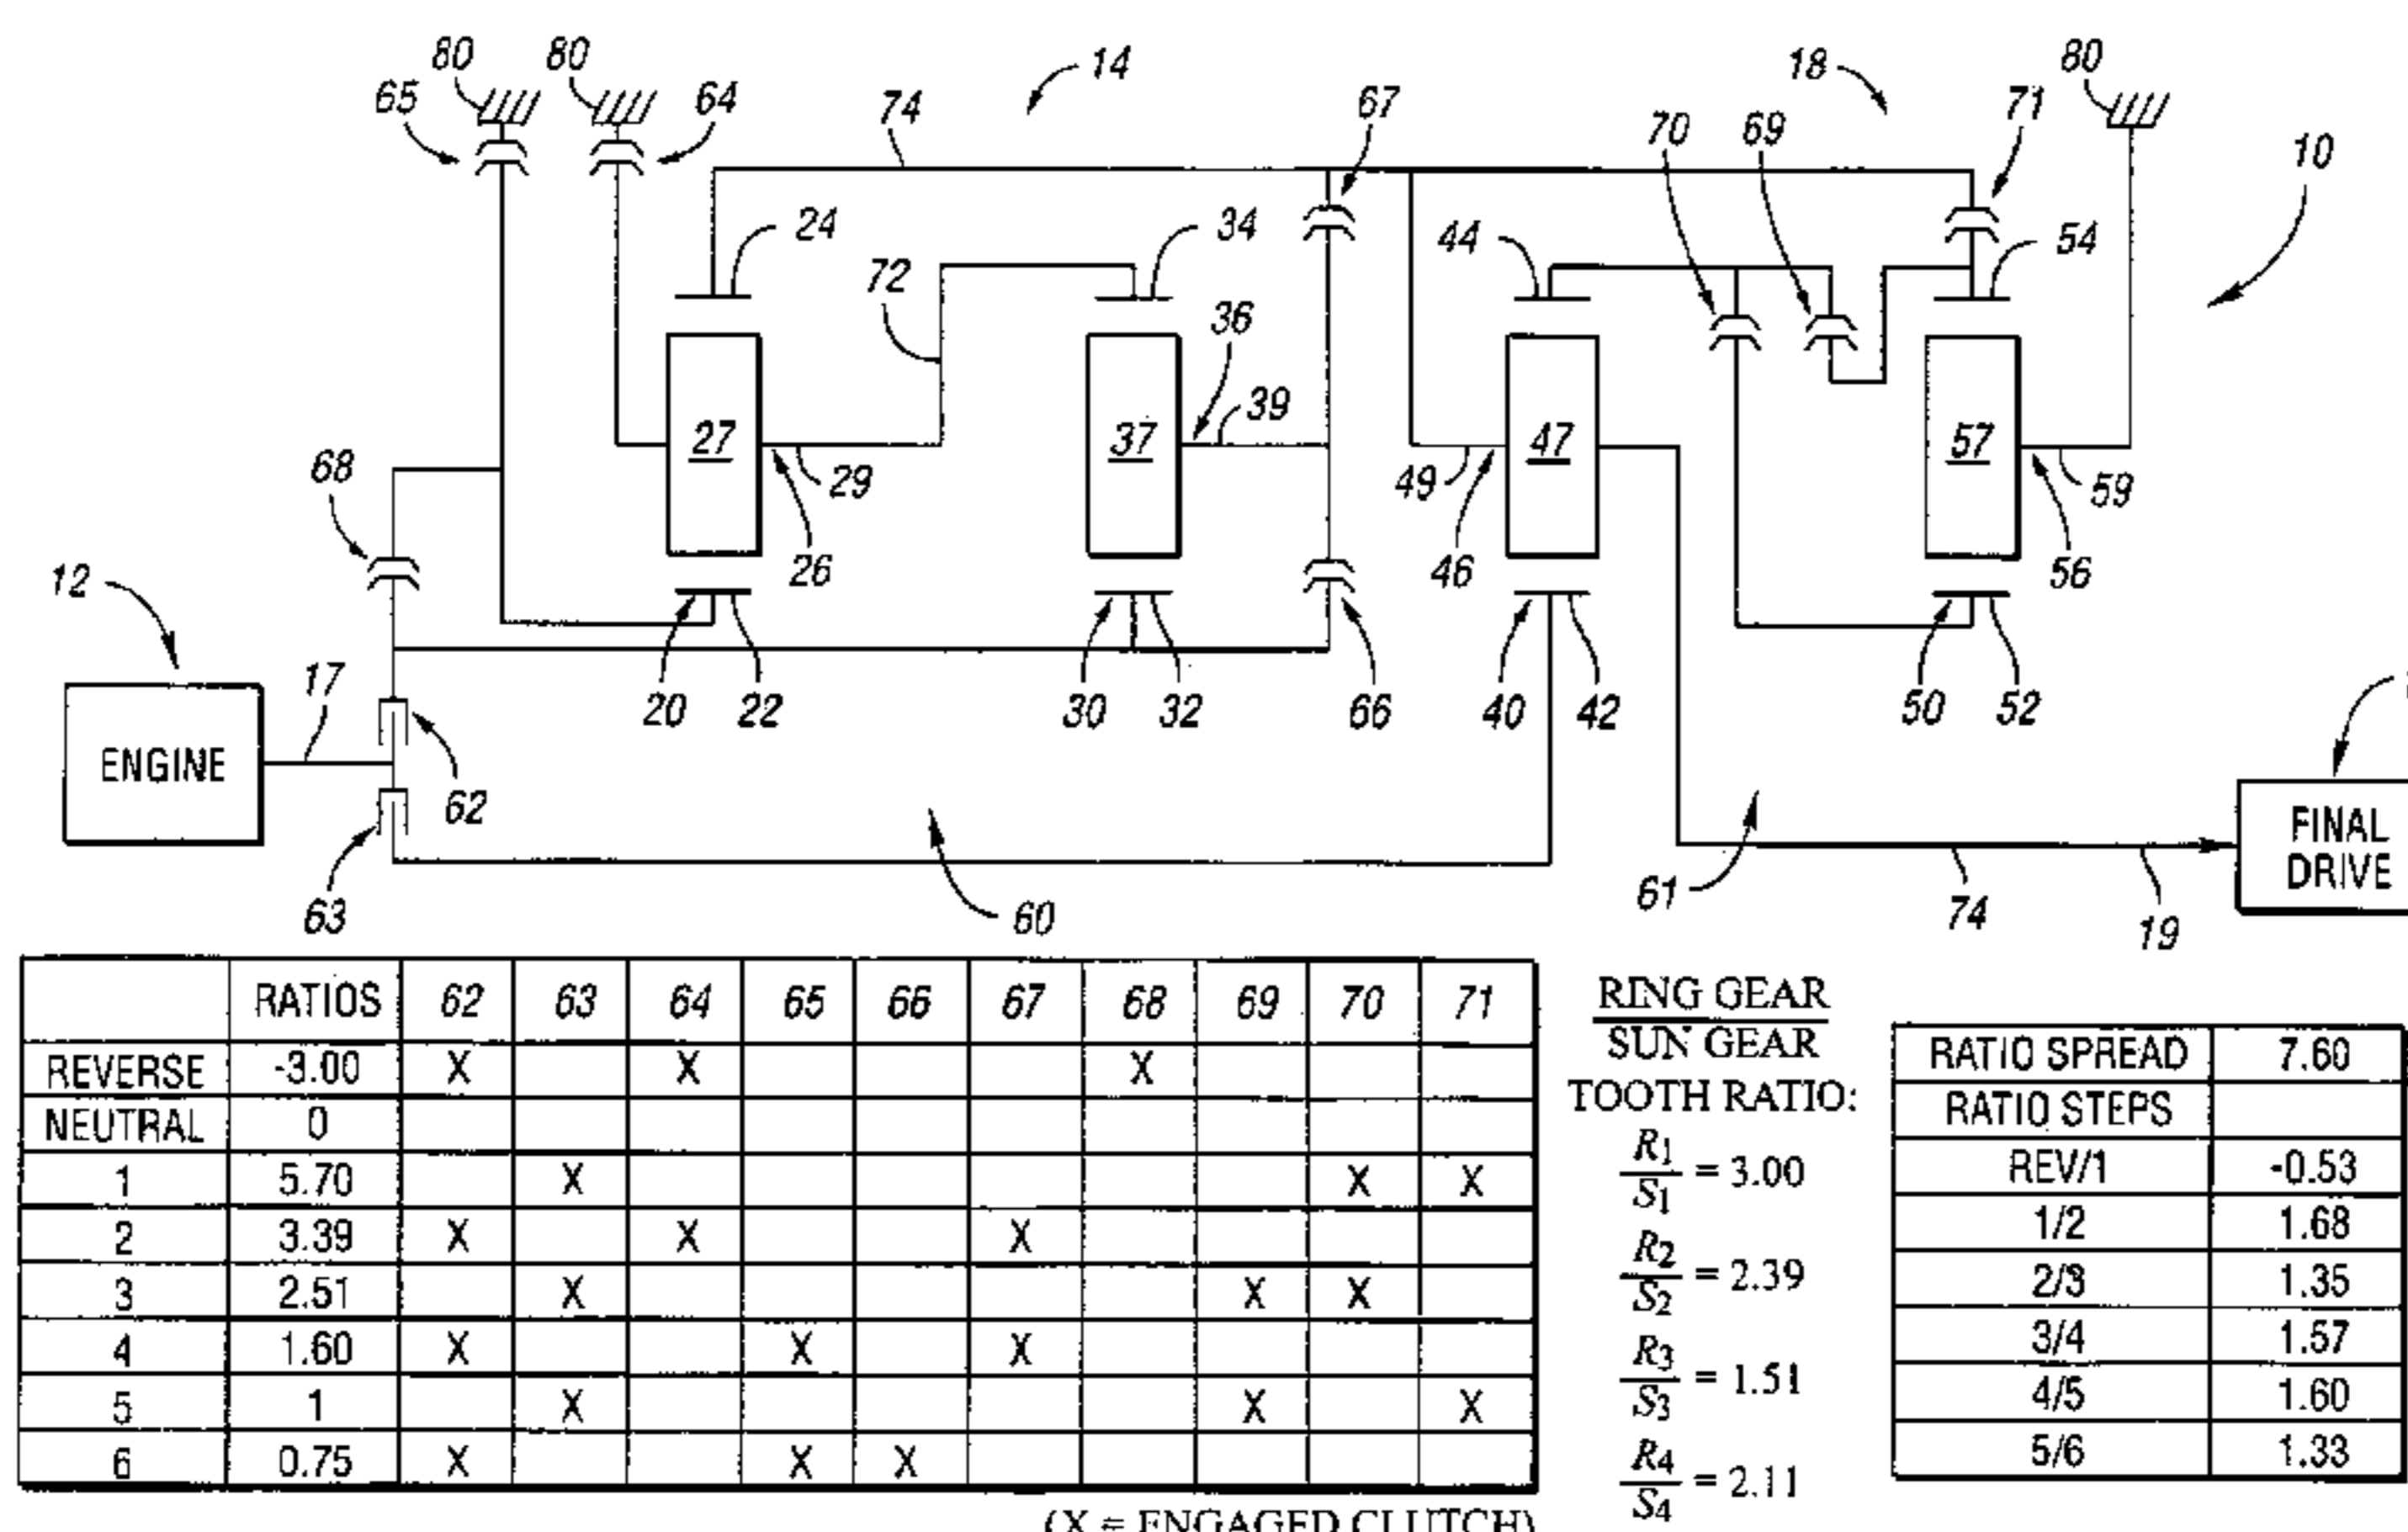 80 80 14 18 80
65 64 74 67 70 69 71 10
24 34 44 54
72 36
27 37 39 47 57
68 29 49 59
12 26 46 56
17 20 22 30 32 66 40 42 50 52
ENGINE
62
FINAL
DRIVE
63 60 61 74 19
RATIOS 62 63 64 65 66 67 68 69 70 71
REVERSE -3.00 X X X
NEUTRAL 0
1 5.70 X X X
2 3.39 X X X
3 2.51 X X X
4 1.60 X X X
5 1 X X X
6 0.75 X X X
(X = ENGAGED CLUTCH)
RING GEAR
SUN GEAR
TOOTH RATIO:
R1
S1 = 3.00
R2
S2 = 2.39
R3
S3 = 1.51
R4
S4 = 2.11
RATIO SPREAD 7.60
RATIO STEPS
REV/1 -0.53
1/2 1.68
2/3 1.35
3/4 1.57
4/5 1.60
5/6 1.33